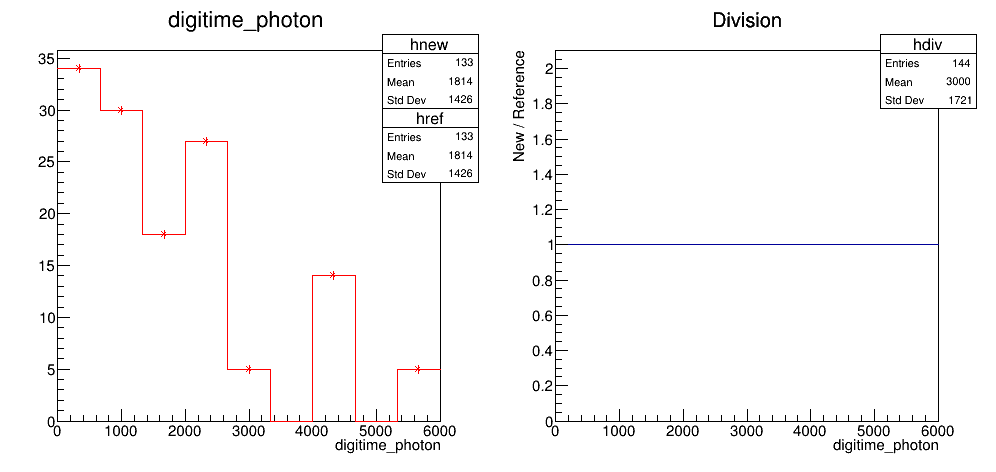 digitime_photon
hnew
Entries 133
Mean 1814
Std Dev 1426
href
Entries 133
Mean 1814
Std Dev 1426
35
30
25
20
15
10
5
0
0 1000 2000 3000 4000 5000 6000
digitime_photon
Division
hdiv
Entries 144
Mean 3000
Std Dev 1721
New / Reference
2
1.8
1.6
1.4
1.2
1
0.8
0.6
0.4
0.2
0
0 1000 2000 3000 4000 5000 6000
digitime_photon